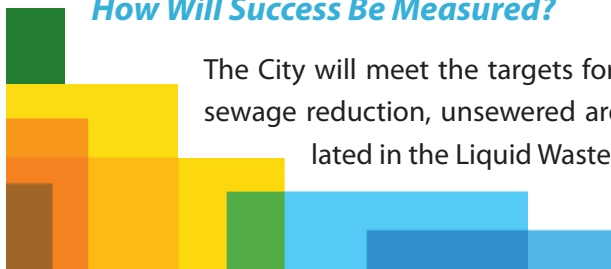 How Will Success Be Measured?
The City will meet the targets for
sewage reduction, unsewered
lated in the Liquid Waste